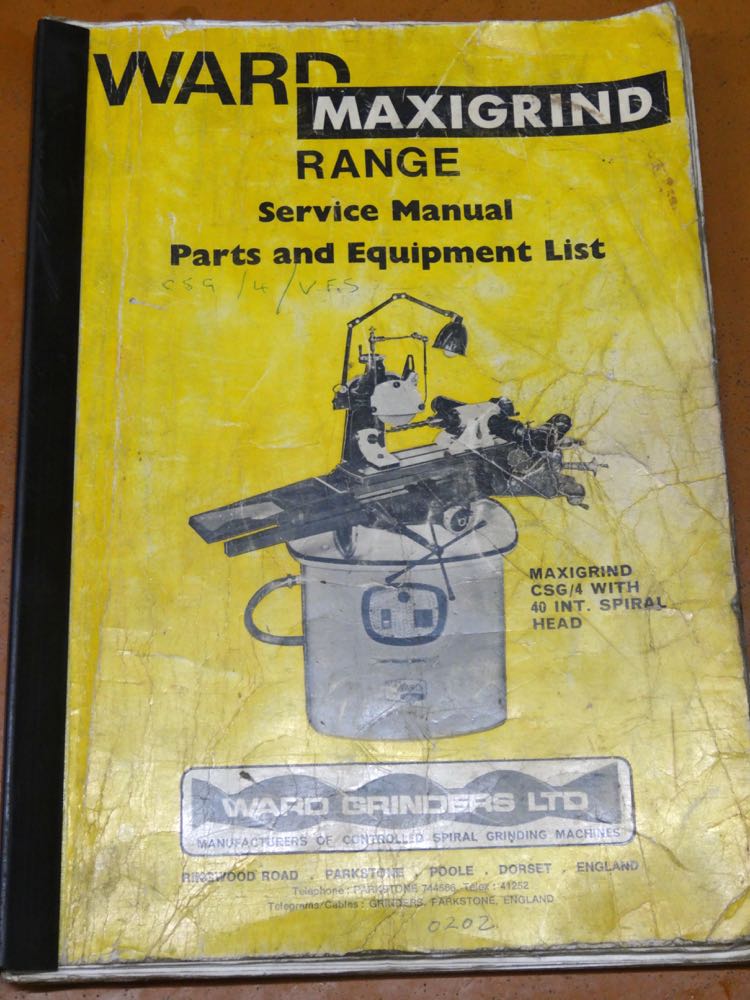 WARD
MAXIGRIND
RANGE
Service Manual
Parts and Equipment List
CSG /4/V.F.S
MAXIGRIND
CSG/4 WITH
40 INT. SPIRAL
HEAD
WARD GRINDERS LTD
MANUFACTURERS OF CONTROLLED SPIRAL GRINDING MACHINES
RINGWOOD ROAD . PARKSTONE . POOLE . DORSET . ENGLAND
Telephone: PARKSTONE 744586, Telex: 41252
Telegrams/Cables: GRINDERS, PARKSTONE, ENGLAND
0202